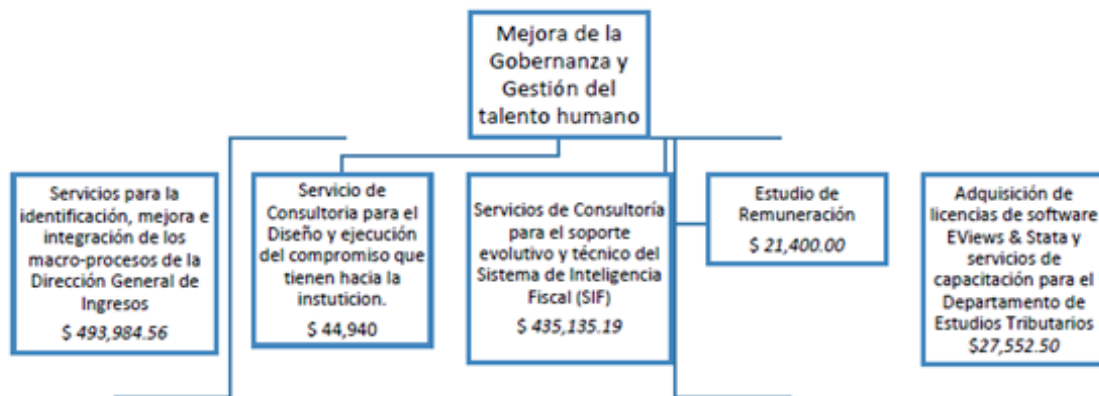 Mejora de la
Gobernanza y
Gestión del
talento humano
Servicios para la
identificación, mejora e
integración de los
macro-procesos de la
Dirección General de
Ingresos
$ 493,984.56
Servicio de
Consultoria para el
Diseño y ejecución
del compromiso que
tienen hacia la
instuticion.
$ 44,940
Servicios de Consultoría
para el soporte
evolutivo y técnico del
Sistema de Inteligencia
Fiscal (SIF)
$ 435,135.19
Estudio de
Remuneración
$ 21,400.00
Adquisición de
licencias de software
EViews & Stata y
servicios de
capacitación para el
Departamento de
Estudios Tributarios
$27,552.50